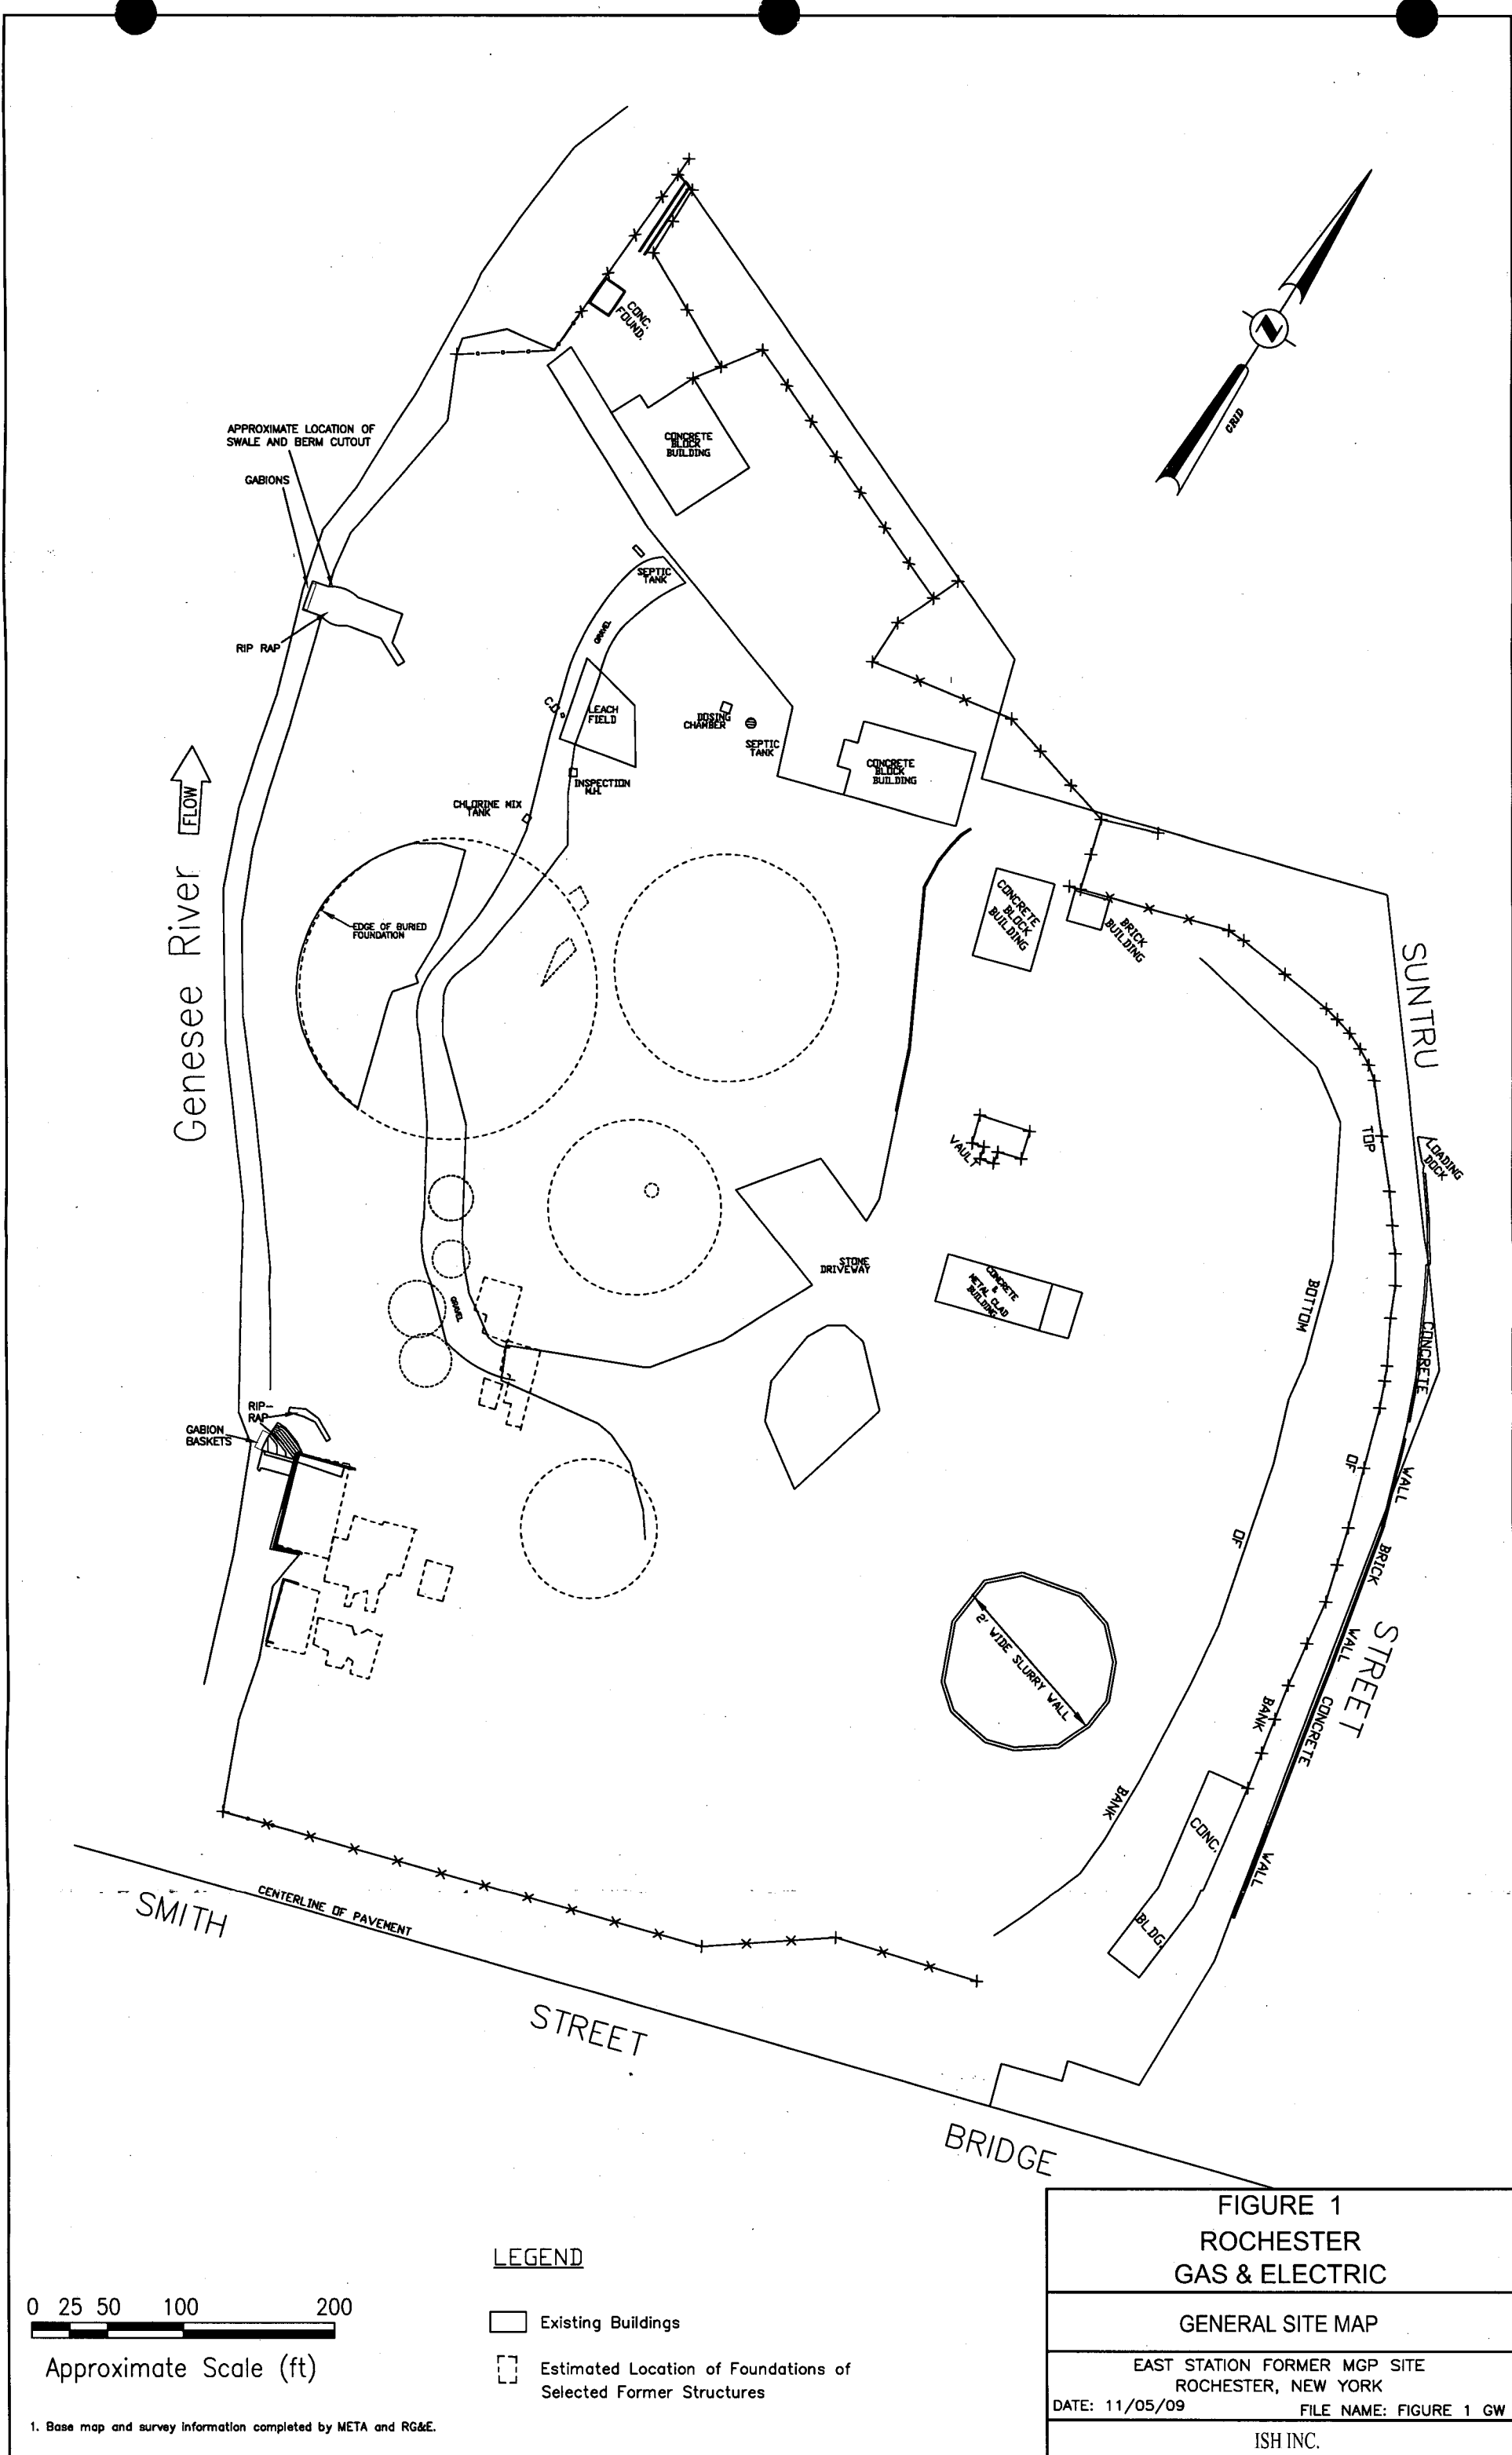 CONC.
FOUND.
APPROXIMATE LOCATION OF
SWALE AND BERM CUTOUT
GABIONS
CONCRETE
BLOCK
BUILDING
GRID
SEPTIC
TANK
GRAVEL
RIP RAP
C.O.
LEACH
FIELD
DOSING
CHAMBER
SEPTIC
TANK
CONCRETE
BLOCK
BUILDING
INSPECTION
M.H.
CHLORINE MIX
TANK
FLOW
Genesee River
EDGE OF BURIED
FOUNDATION
CONCRETE
BLOCK
BUILDING
BRICK
BUILDING
SUNTRU
VAULT
TOP
LOADING
DOCK
STONE
DRIVEWAY
CONCRETE
&
METAL CLAD
BUILDING
GRAVEL
BOTTOM
CONCRETE
RIP-
RAP
GABION
BASKETS
OF
WALL
OF
BRICK
WALL
STREET
2' WIDE SLURRY WALL
BANK
CONCRETE
BANK
CONC.
WALL
BLDG.
SMITH
CENTERLINE OF PAVEMENT
STREET
BRIDGE
LEGEND
0 25 50 100 200
Approximate Scale (ft)
Existing Buildings
Estimated Location of Foundations of
Selected Former Structures
1. Base map and survey information completed by META and RG&E.
FIGURE 1
ROCHESTER
GAS & ELECTRIC
GENERAL SITE MAP
EAST STATION FORMER MGP SITE
ROCHESTER, NEW YORK
DATE: 11/05/09
FILE NAME: FIGURE 1 GW
ISH INC.